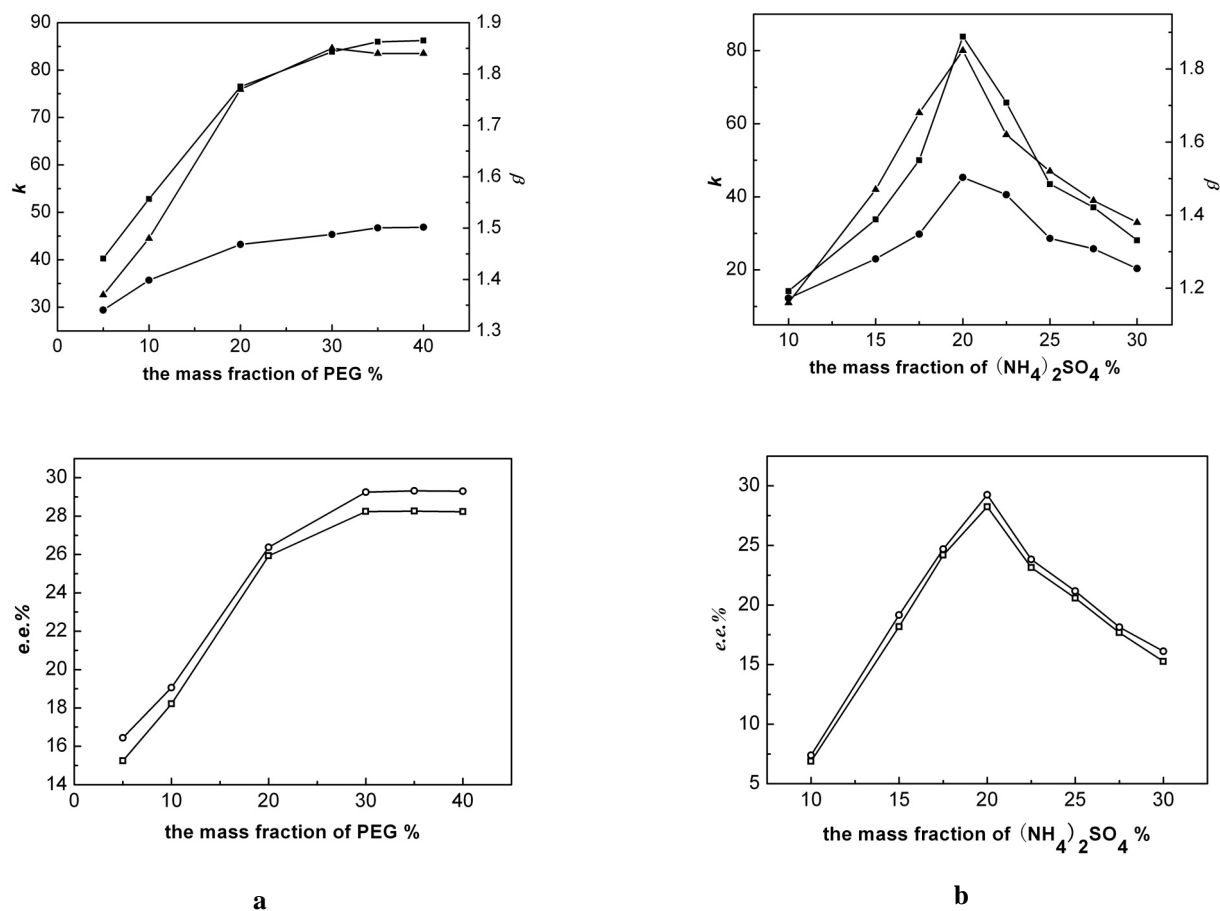 90
80
70
60
50
40
30
k
1.9
1.8
1.7
1.6
1.5
1.4
1.3
β
0 10 20 30 40
the mass fraction of PEG %
80
60
40
20
k
1.8
1.6
1.4
1.2
β
10 15 20 25 30
the mass fraction of (NH4)2SO4 %
30
28
26
24
22
20
18
16
14
e.e.%
0 10 20 30 40
the mass fraction of PEG %
30
25
20
15
10
5
e.e.%
10 15 20 25 30
the mass fraction of (NH4)2SO4 %
a
b